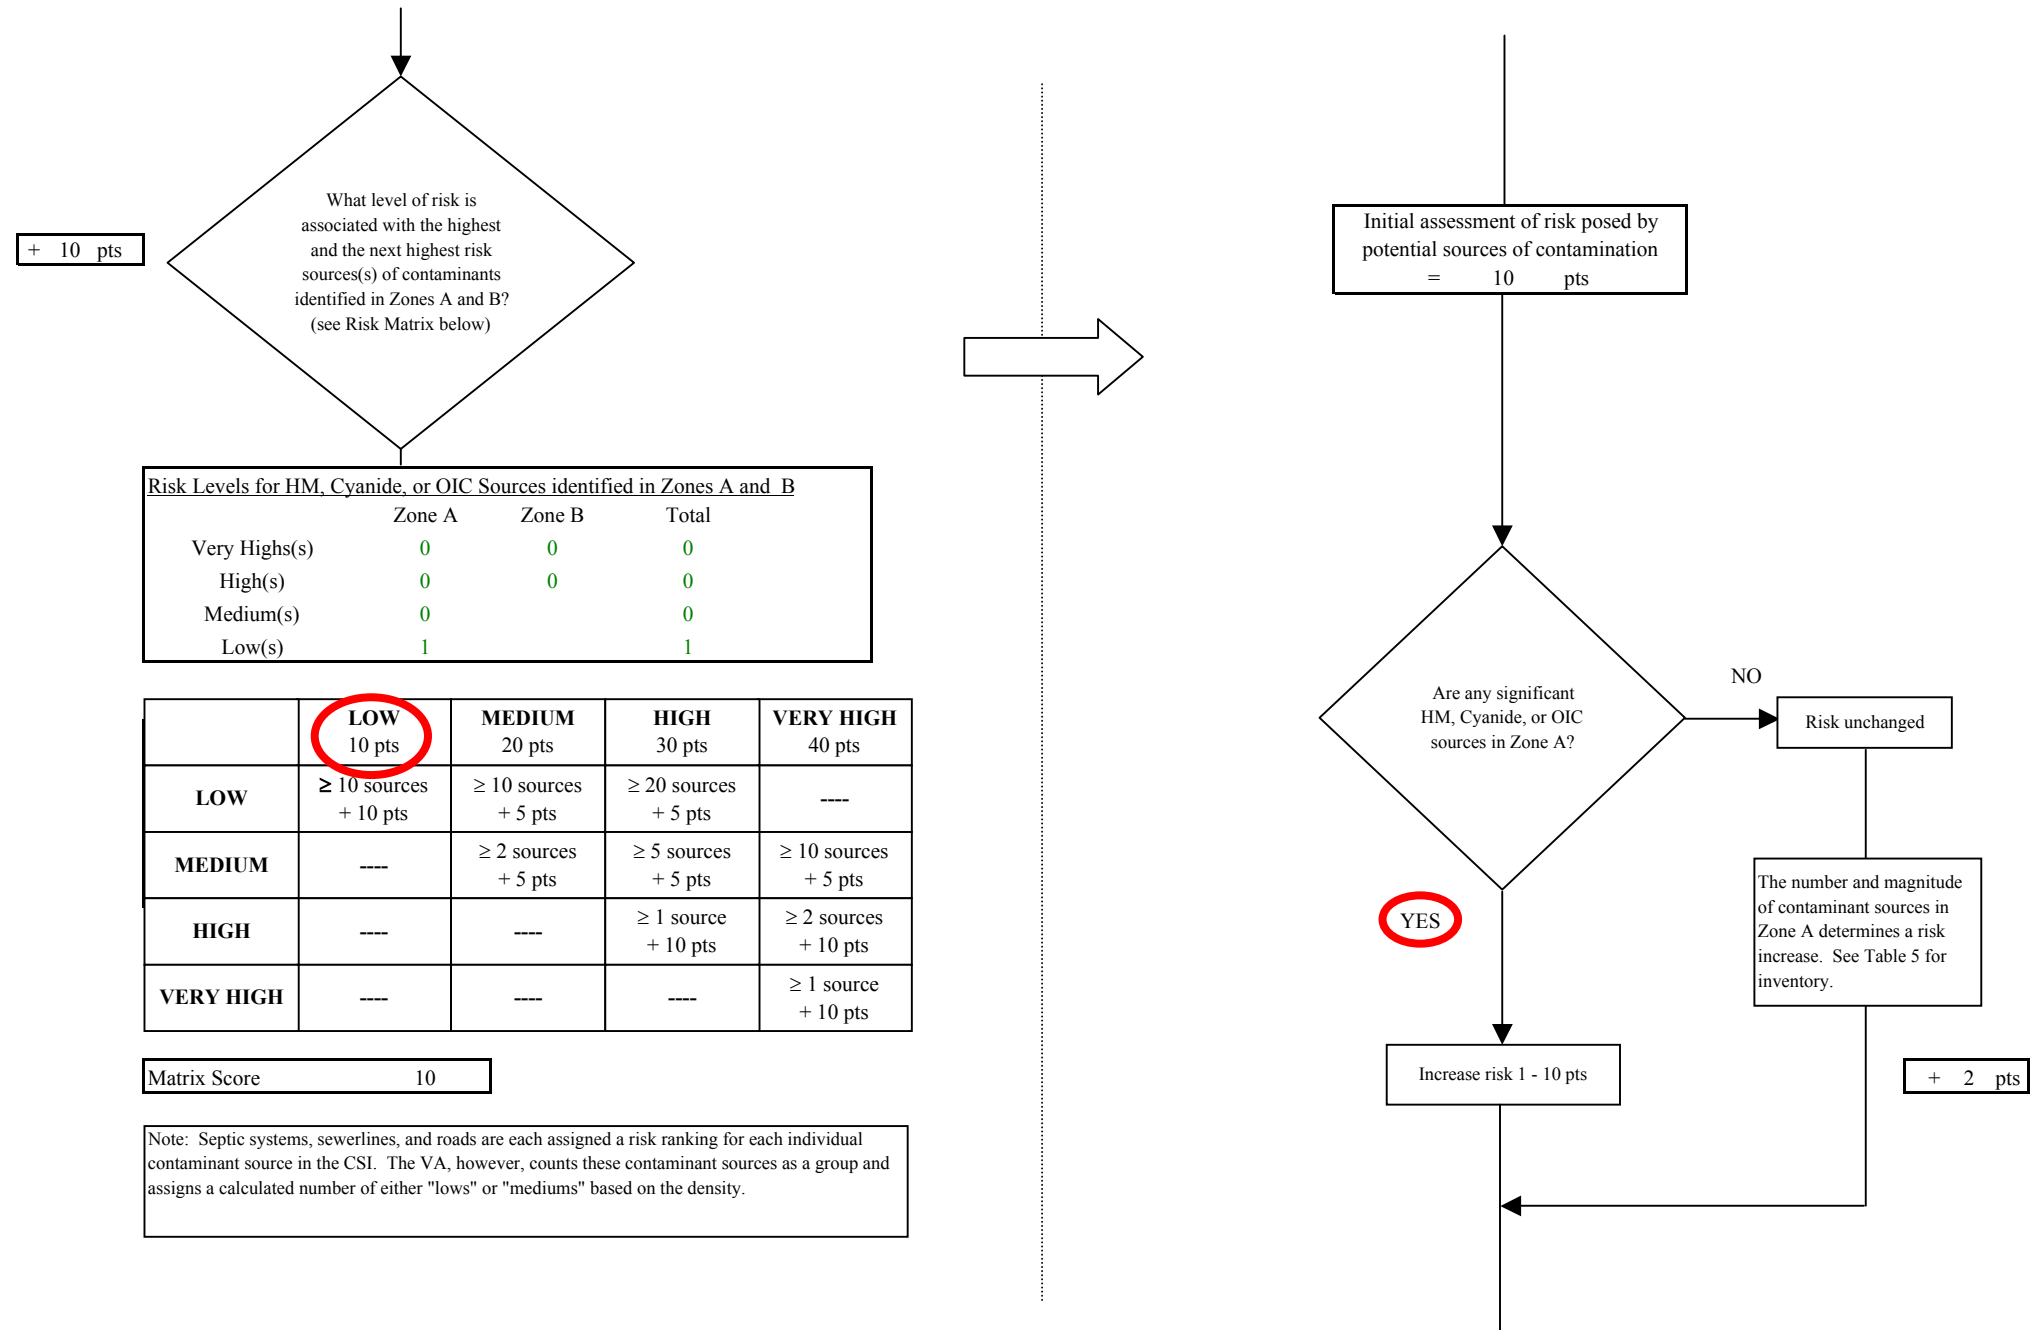 What level of risk is
associated with the highest
and the next highest risk
sources(s) of contaminants
identified in Zones A and B?
(see Risk Matrix below)
+ 10 pts
Risk Levels for HM, Cyanide, or OIC Sources identified in Zones A and B
Zone A Zone B Total
Very Highs(s) 0 0 0
High(s) 0 0 0
Medium(s) 0 0
Low(s) 1 1
LOW MEDIUM HIGH VERY HIGH
10 pts 20 pts 30 pts 40 pts
LOW ≥ 10 sources ≥ 10 sources ≥ 20 sources ----
+ 10 pts + 5 pts + 5 pts
MEDIUM ---- ≥ 2 sources ≥ 5 sources ≥ 10 sources
+ 5 pts + 5 pts + 5 pts
HIGH ---- ---- ≥ 1 source ≥ 2 sources
+ 10 pts + 10 pts
VERY HIGH ---- ---- ---- ≥ 1 source
+ 10 pts
Matrix Score 10
Note: Septic systems, sewerlines, and roads are each assigned a risk ranking for each individual
contaminant source in the CSI. The VA, however, counts these contaminant sources as a group and
assigns a calculated number of either "lows" or "mediums" based on the density.
Initial assessment of risk posed by
potential sources of contamination
= 10 pts
Are any significant
HM, Cyanide, or OIC
sources in Zone A?
NO
Risk unchanged
YES
The number and magnitude
of contaminant sources in
Zone A determines a risk
increase. See Table 5 for
inventory.
Increase risk 1 - 10 pts
+ 2 pts